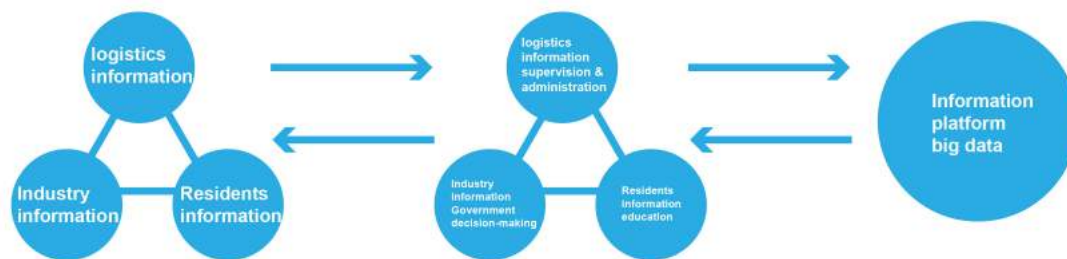 logistics
information
Industry
information
Residents
information
logistics
information
supervision &
administration
Industry
Information
Government
decision-making
Residents
Information
education
Information
platform
big data